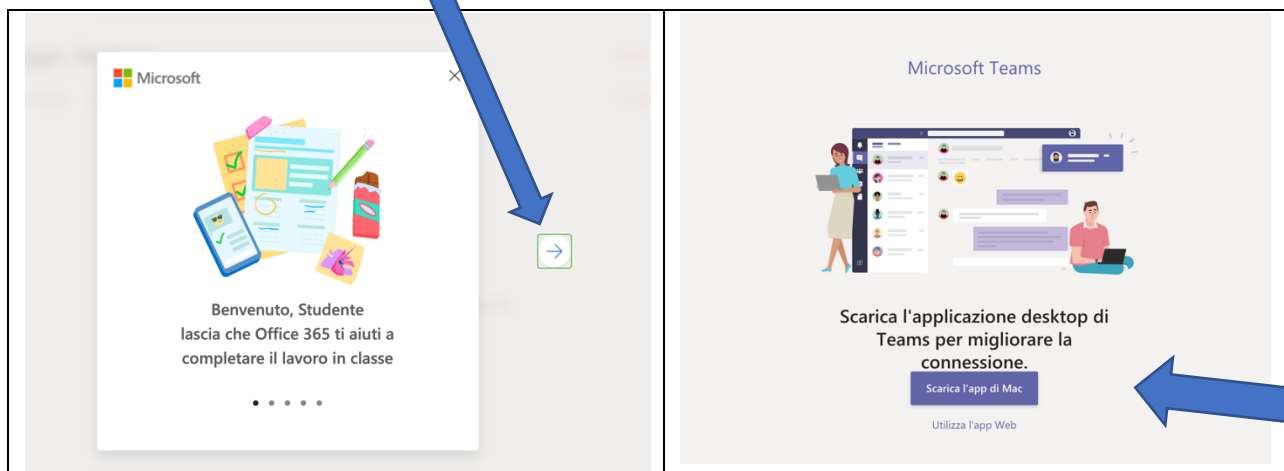 Microsoft
Benvenuto, Studente
lascia che Office 365 ti aiuti a
completare il lavoro in classe
Microsoft Teams
Scarica l'applicazione desktop di
Teams per migliorare la
connessione.
Scarica l'app di Mac
Utilizza l'app Web